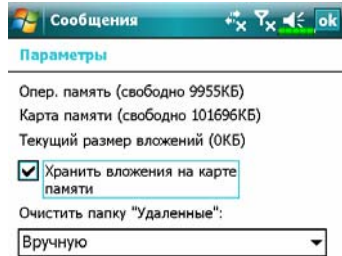 Сообщения ok
Параметры
Опер. память (свободно 9955КБ)
Карта памяти (свободно 101696КБ)
Текущий размер вложений (0КБ)
Хранить вложения на карте
памяти
Очистить папку "Удаленные":
Вручную